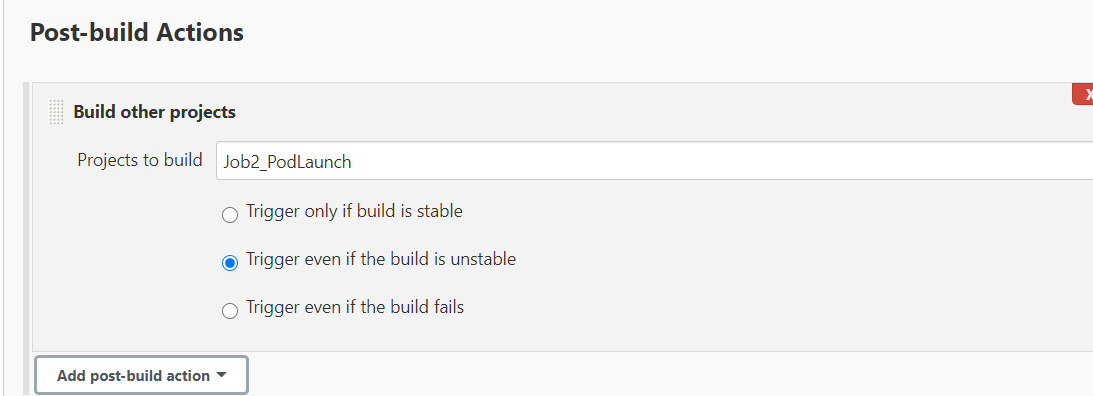 Post-build Actions
X
Build other projects
Projects to build Job2_PodLaunch
Trigger only if build is stable
Trigger even if the build is unstable
Trigger even if the build fails
Add post-build action